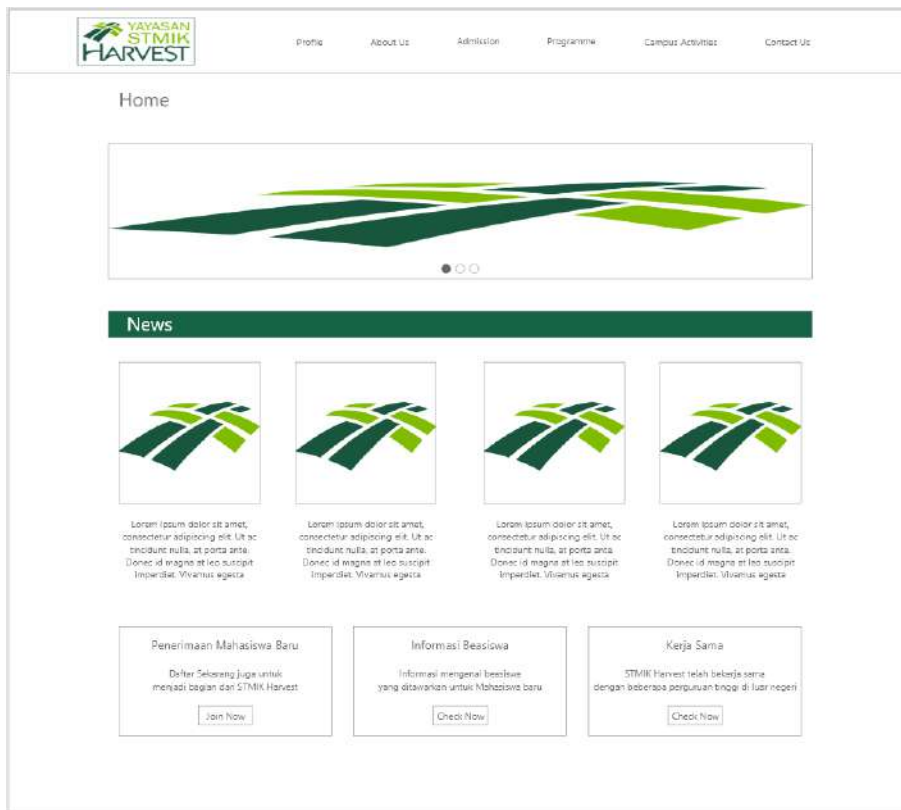 YAYASAN
STMIK
HARVEST
Profile
About Us
Admission
Programme
Campus Activities
Contact Us
Home
News
Lorem ipsum dolor sit amet,
consectetur adipiscing elit. Ut ac
tincidunt nulla, at porta ante.
Donec id magna at leo suscipit
imperdiet. Vivamus egesta
Lorem ipsum dolor sit amet,
consectetur adipiscing elit. Ut ac
tincidunt nulla, at porta ante.
Donec id magna at leo suscipit
imperdiet. Vivamus egesta
Lorem ipsum dolor sit amet,
consectetur adipiscing elit. Ut ac
tincidunt nulla, at porta ante.
Donec id magna at leo suscipit
imperdiet. Vivamus egesta
Lorem ipsum dolor sit amet,
consectetur adipiscing elit. Ut ac
tincidunt nulla, at porta ante.
Donec id magna at leo suscipit
imperdiet. Vivamus egesta
Penerimaan Mahasiswa Baru
Daftar Sekarang juga untuk
menjadi bagian dari STMIK Harvest
Join Now
Informasi Beasiswa
Informasi mengenai beasiswa
yang ditawarkan untuk Mahasiswa baru
Check Now
Kerja Sama
STMIK Harvest telah bekerja sama
dengan beberapa perguruan tinggi di luar negeri
Check Now